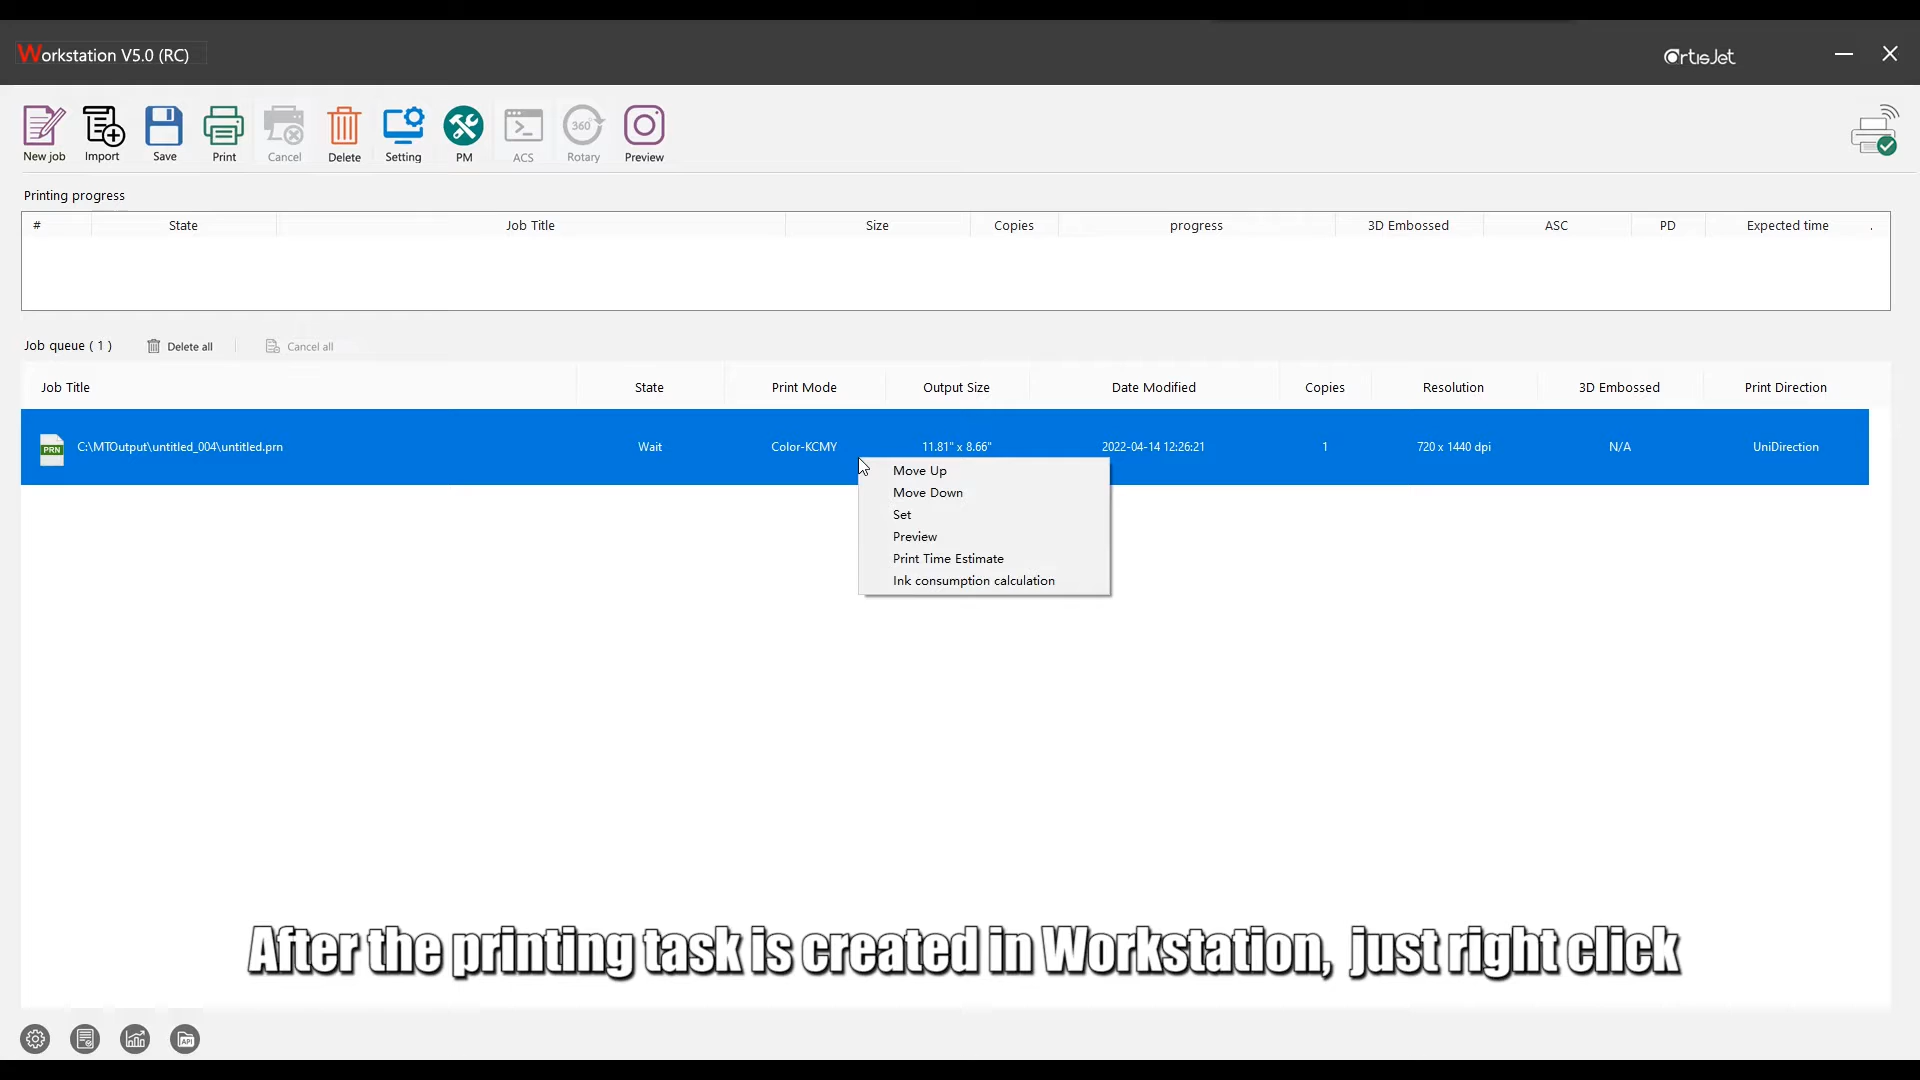 Workstation V5.0 (RC)
artisJet
New job
Import
Save
Print
Cancel
Delete
Setting
PM
ACS
360°
Rotary
Preview
Printing progress
# State Job Title Size Copies progress 3D Embossed ASC PD Expected time .
Job queue ( 1 ) Delete all Cancel all
Job Title State Print Mode Output Size Date Modified Copies Resolution 3D Embossed Print Direction
PRN C:\MTOutput\untitled_004\untitled.prn Wait Color-KCMY 11.81" x 8.66" 2022-04-14 12:26:21 1 720 x 1440 dpi N/A UniDirection
Move Up
Move Down
Set
Preview
Print Time Estimate
Ink consumption calculation
After the printing task is created in Workstation, just right click
API